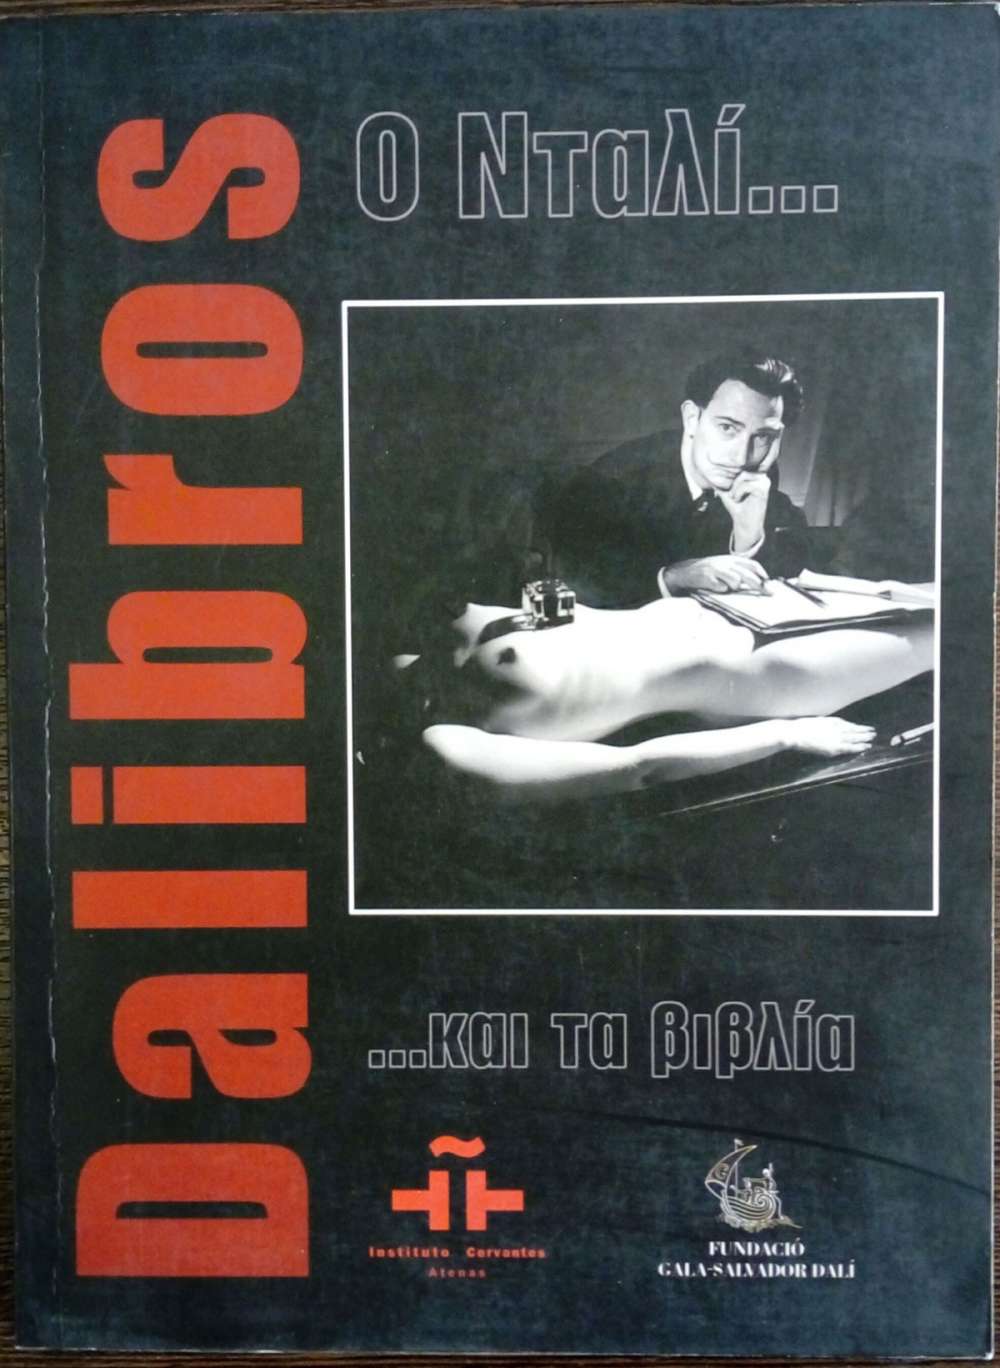 Dalibros
Ο Νταλί...
...και τα βιβλία
Instituto Cervantes
Atenas
FUNDACIÓ
GALA-SALVADOR DALÍ